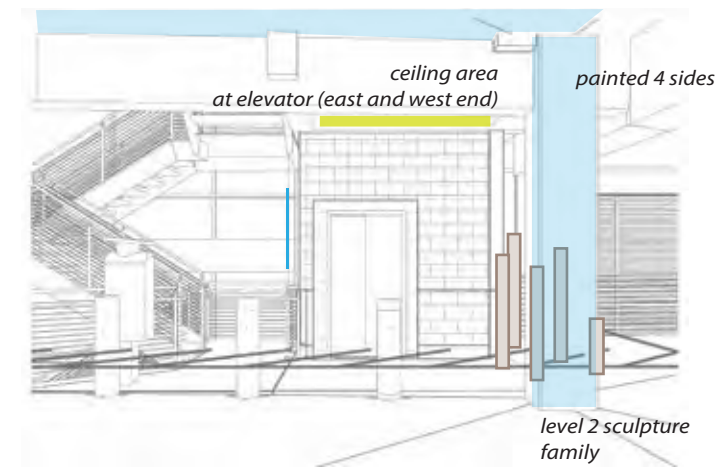 ceiling area
at elevator (east and west end)
painted 4 sides
level 2 sculpture
family